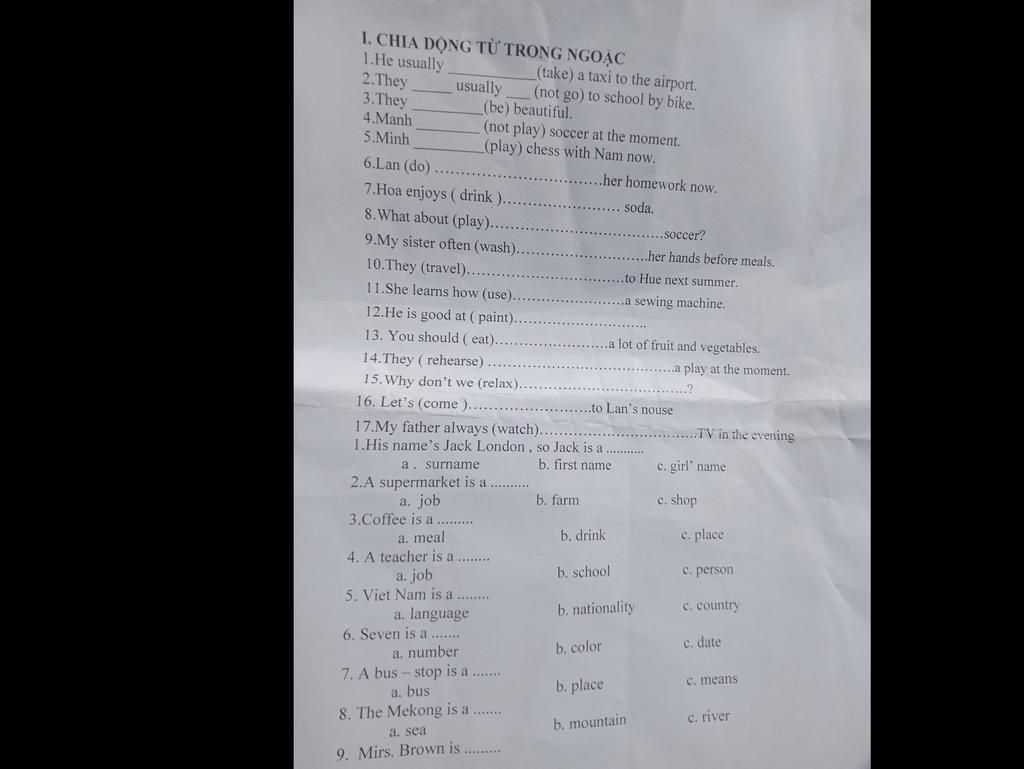 I. CHIA ĐỘNG TỪ TRONG NGOẶC
1.He usually ____________(take) a taxi to the airport.
2.They _____ usually ___ (not go) to school by bike.
3.They _________(be) beautiful.
4.Manh ________ (not play) soccer at the moment.
5.Minh _________(play) chess with Nam now.
6.Lan (do) ………………………………her homework now.
7.Hoa enjoys ( drink )…………………… soda.
8.What about (play)………………………………soccer?
9.My sister often (wash)………………………her hands before meals.
10.They (travel)……………………………to Hue next summer.
11.She learns how (use)……………………a sewing machine.
12.He is good at ( paint)………………………..
13. You should ( eat)……………………a lot of fruit and vegetables.
14.They ( rehearse) …………………………………a play at the moment.
15.Why don't we (relax)………………………………?
16. Let's (come )……………………..to Lan's nouse
17.My father always (watch)……………………………TV in the evening
1.His name's Jack London , so Jack is a ...........
a . surname b. first name c. girl' name
2.A supermarket is a ..........
a. job b. farm c. shop
3.Coffee is a .........
a. meal b. drink c. place
4. A teacher is a ........
a. job b. school c. person
5. Viet Nam is a ........
a. language b. nationality c. country
6. Seven is a .......
a. number b. color c. date
7. A bus – stop is a .......
a. bus b. place c. means
8. The Mekong is a .......
a. sea b. mountain c. river
9. Mirs. Brown is .........